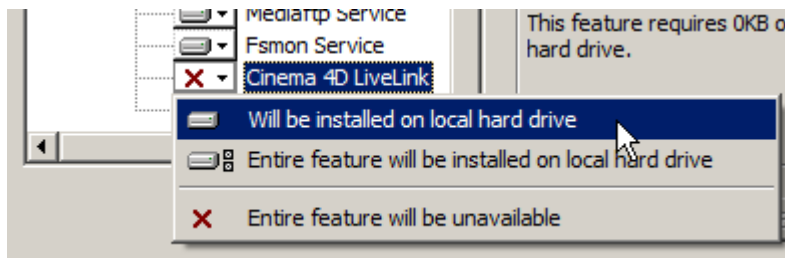 Mediaftp Service
This feature requires 0KB o
Fsmon Service
hard drive.
Cinema 4D LiveLink
Will be installed on local hard drive
Entire feature will be installed on local hard drive
Entire feature will be unavailable